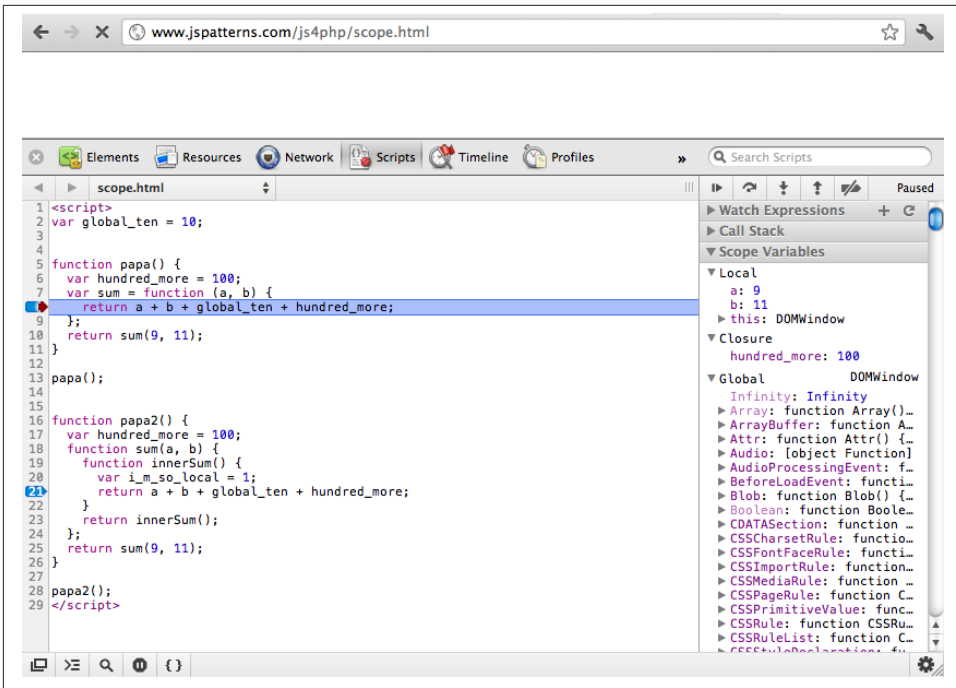 www.jspatterns.com/js4php/scope.html
Elements Resources Network Scripts Timeline Profiles » Search Scripts
scope.html Paused
1 <script>
2 var global_ten = 10;
3
4
5 function papa() {
6   var hundred_more = 100;
7   var sum = function (a, b) {
    return a + b + global_ten + hundred_more;
9   };
10   return sum(9, 11);
11 }
12
13 papa();
14
15
16 function papa2() {
17   var hundred_more = 100;
18   function sum(a, b) {
19     function innerSum() {
20       var i_m_so_local = 1;
21       return a + b + global_ten + hundred_more;
22     }
23     return innerSum();
24   };
25   return sum(9, 11);
26 }
27
28 papa2();
29 </script>
Watch Expressions + C
Call Stack
Scope Variables
Local
a: 9
b: 11
this: DOMWindow
Closure
hundred_more: 100
Global DOMWindow
Infinity: Infinity
Array: function Array()…
ArrayBuffer: function A…
Attr: function Attr() {…
Audio: [object Function]
AudioProcessingEvent: f…
BeforeLoadEvent: functi…
Blob: function Blob() {…
Boolean: function Boole…
CDATASection: function …
CSSCharsetRule: functio…
CSSFontFaceRule: functi…
CSSImportRule: function…
CSSMediaRule: function …
CSSPageRule: function C…
CSSPrimitiveValue: func…
CSSRule: function CSSRu…
CSSRuleList: function C…
CSSStyleDeclaration: fu…
{}